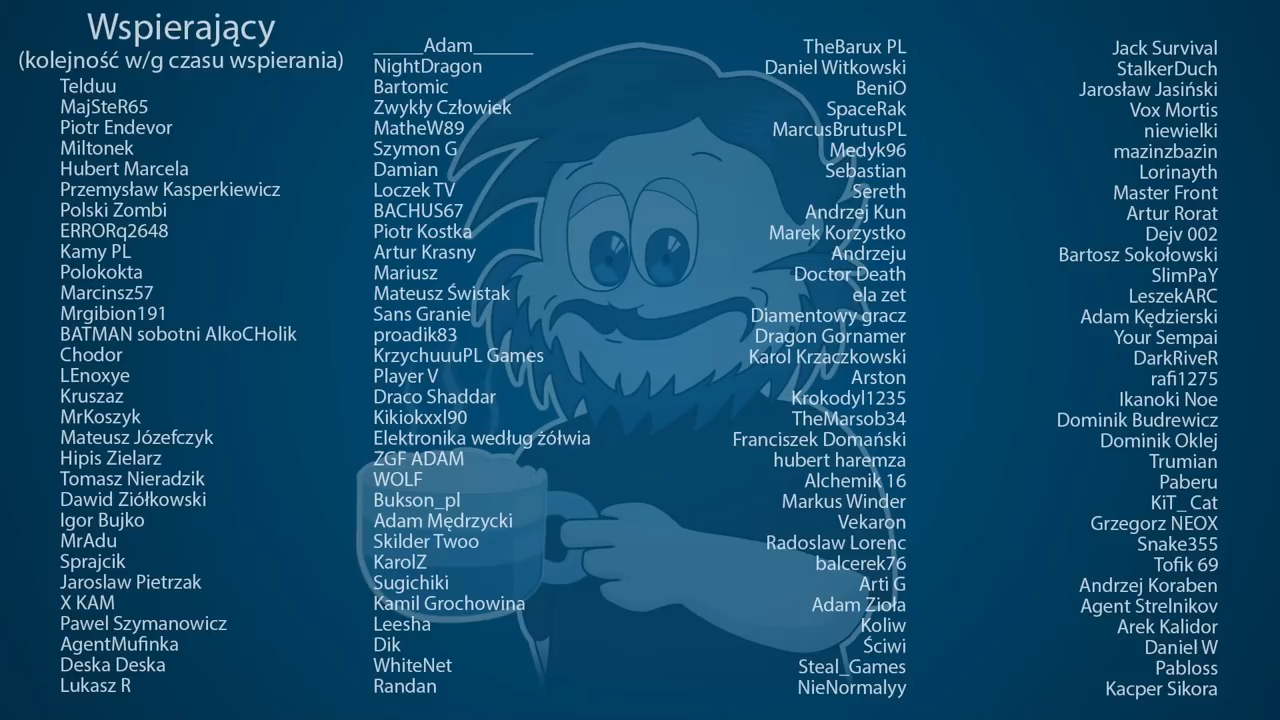 Wspierający
(kolejność w/g czasu wspierania)
Telduu
MajSteR65
Piotr Endevor
Miltonek
Hubert Marcela
Przemysław Kasperkiewicz
Polski Zombi
ERRORq2648
Kamy PL
Polokokta
Marcinsz57
Mrgibion191
BATMAN sobotni AlkoCHolik
Chodor
LEnoxye
Kruszaz
MrKoszyk
Mateusz Józefczyk
Hipis Zielarz
Tomasz Nieradzik
Dawid Ziółkowski
Igor Bujko
MrAdu
Sprajcik
Jaroslaw Pietrzak
X KAM
Pawel Szymanowicz
AgentMufinka
Deska Deska
Lukasz R
_____Adam______
NightDragon
Bartomic
Zwykły Człowiek
MatheW89
Szymon G
Damian
Loczek TV
BACHUS67
Piotr Kostka
Artur Krasny
Mariusz
Mateusz Świstak
Sans Granie
proadik83
KrzychuuuPL Games
Player V
Draco Shaddar
Kikiokxxl90
Elektronika według żółwia
ZGF ADAM
WOLF
Bukson_pl
Adam Mędrzycki
Skilder Twoo
KarolZ
Sugichiki
Kamil Grochowina
Leesha
Dik
WhiteNet
Randan
TheBarux PL
Daniel Witkowski
BeniO
SpaceRak
MarcusBrutusPL
Medyk96
Sebastian
Sereth
Andrzej Kun
Marek Korzystko
Andrzeju
Doctor Death
ela zet
Diamentowy gracz
Dragon Gornamer
Karol Krzaczkowski
Arston
Krokodyl1235
TheMarsob34
Franciszek Domański
hubert haremza
Alchemik 16
Markus Winder
Vekaron
Radoslaw Lorenc
balcerek76
Arti G
Adam Zioła
Koliw
Ściwi
Steal_Games
NieNormalyy
Jack Survival
StalkerDuch
Jarosław Jasiński
Vox Mortis
niewielki
mazinzbazin
Lorinayth
Master Front
Artur Rorat
Dejv 002
Bartosz Sokołowski
SlimPaY
LeszekARC
Adam Kędzierski
Your Sempai
DarkRiveR
rafi1275
Ikanoki Noe
Dominik Budrewicz
Dominik Oklej
Trumian
Paberu
KiT_ Cat
Grzegorz NEOX
Snake355
Tofik 69
Andrzej Koraben
Agent Strelnikov
Arek Kalidor
Daniel W
Pabloss
Kacper Sikora